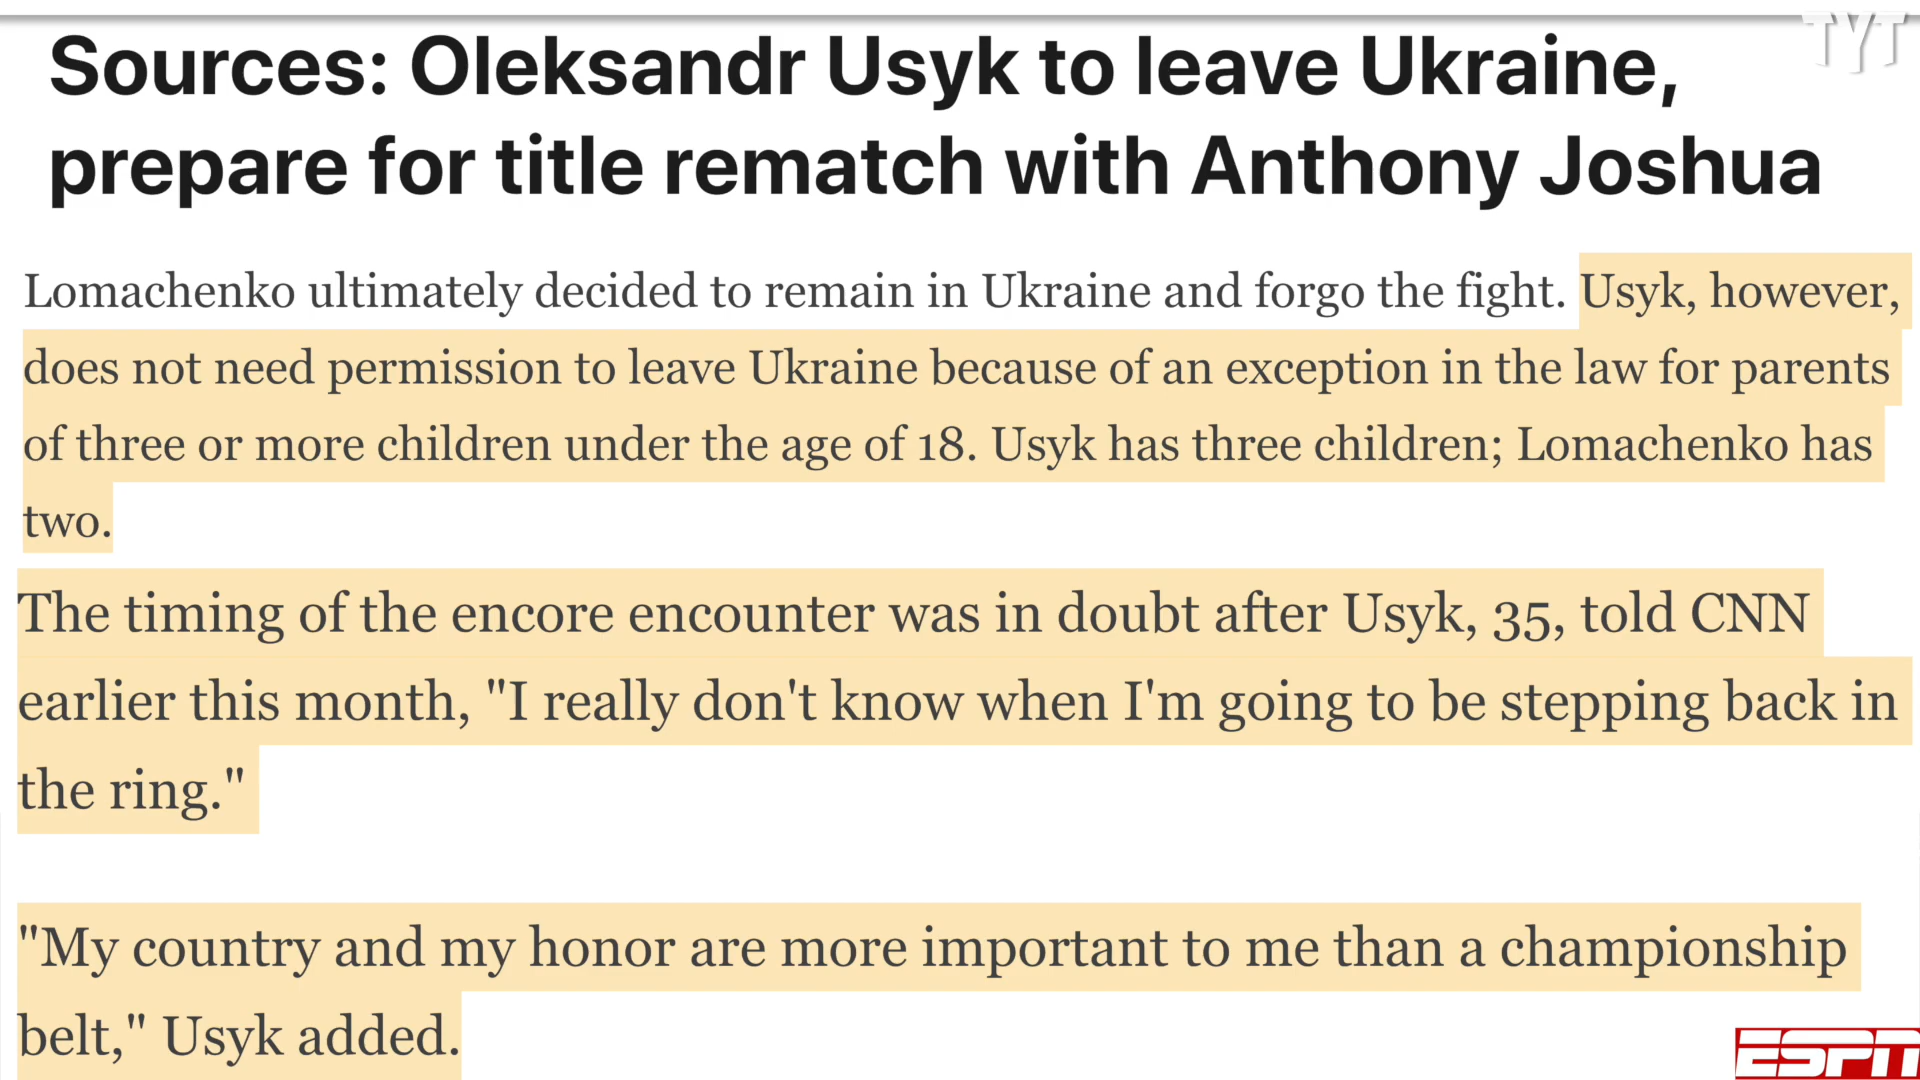 TYT
Sources: Oleksandr Usyk to leave Ukraine,
prepare for title rematch with Anthony Joshua
Lomachenko ultimately decided to remain in Ukraine and forgo the fight. Usyk, however,
does not need permission to leave Ukraine because of an exception in the law for parents
of three or more children under the age of 18. Usyk has three children; Lomachenko has
two.
The timing of the encore encounter was in doubt after Usyk, 35, told CNN
earlier this month, "I really don't know when I'm going to be stepping back in
the ring."
"My country and my honor are more important to me than a championship
belt," Usyk added.
ESPN